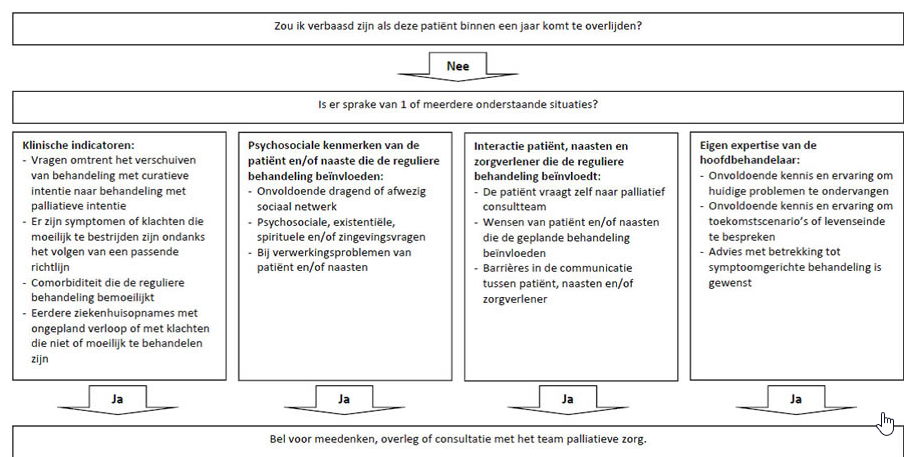 Zou ik verbaasd zijn als deze patiënt binnen een jaar komt te overlijden?
Nee
Is er sprake van 1 of meerdere onderstaande situaties?
Klinische indicatoren:
- Vragen omtrent het verschuiven
van behandeling met curatieve
intentie naar behandeling met
palliatieve intentie
- Er zijn symptomen of klachten die
moeilijk te bestrijden zijn ondanks
het volgen van een passende
richtlijn
- Comorbiditeit die de reguliere
behandeling bemoeilijkt
- Eerdere ziekenhuisopnames met
ongepland verloop of met klachten
die niet of moeilijk te behandelen
zijn
Psychosociale kenmerken van de
patiënt en/of naaste die de reguliere
behandeling beïnvloeden:
- Onvoldoende dragend of afwezig
sociaal netwerk
- Psychosociale, existentiële,
spirituele en/of zingevingsvragen
- Bij verwerkingsproblemen van
patiënt en/of naasten
Interactie patiënt, naasten en
zorgverlener die de reguliere
behandeling beïnvloedt:
- De patiënt vraagt zelf naar palliatief
consultteam
- Wensen van patiënt en/of naasten
die de geplande behandeling
beïnvloeden
- Barrières in de communicatie
tussen patiënt, naasten en/of
zorgverlener
Eigen expertise van de
hoofdbehandelaar:
- Onvoldoende kennis en ervaring om
huidige problemen te ondervangen
- Onvoldoende kennis en ervaring om
toekomstscenario's of levenseinde
te bespreken
- Advies met betrekking tot
symptoomgerichte behandeling is
gewenst
Ja
Ja
Ja
Ja
Bel voor meedenken, overleg of consultatie met het team palliatieve zorg.